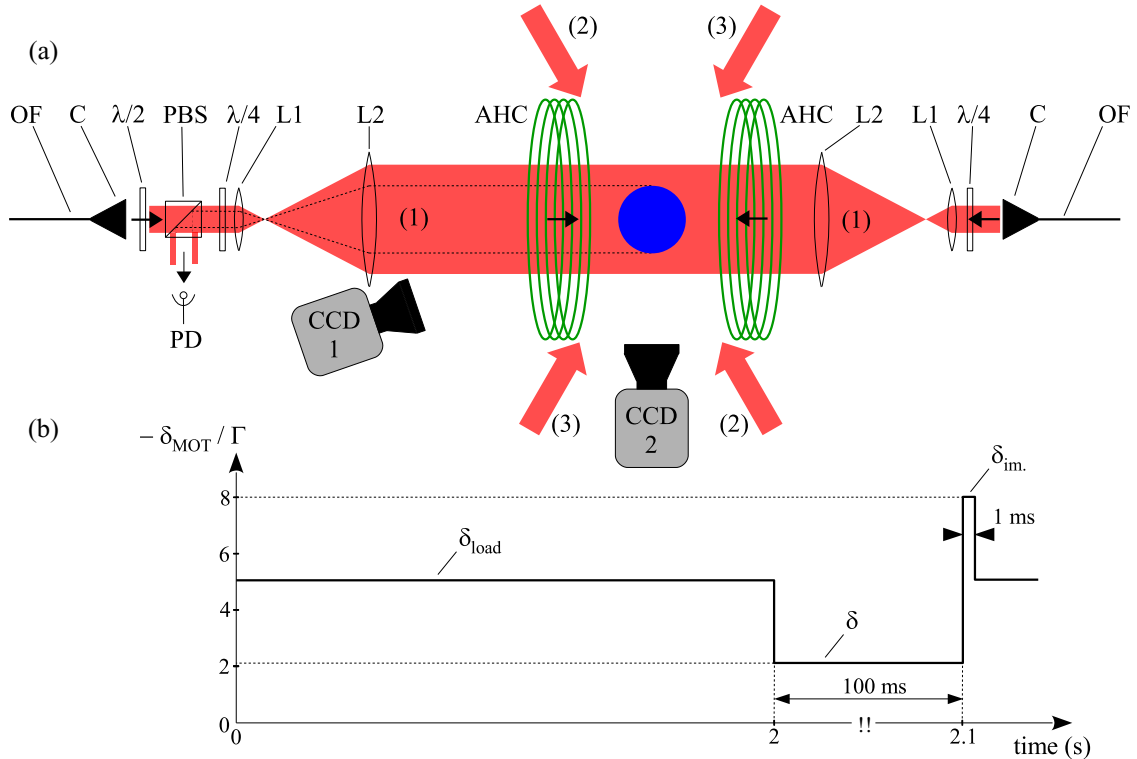 (a)
(2)
(3)
OF C λ/2 PBS λ/4 L1 L2 AHC AHC L2 L1 λ/4 C OF
(1)
(1)
PD
CCD
1
CCD
2
(3)
(2)
(b)
– δMOT / Γ
8
6
4
2
0
δload
δ
δim.
1 ms
100 ms
0
2
!!
2.1
time (s)